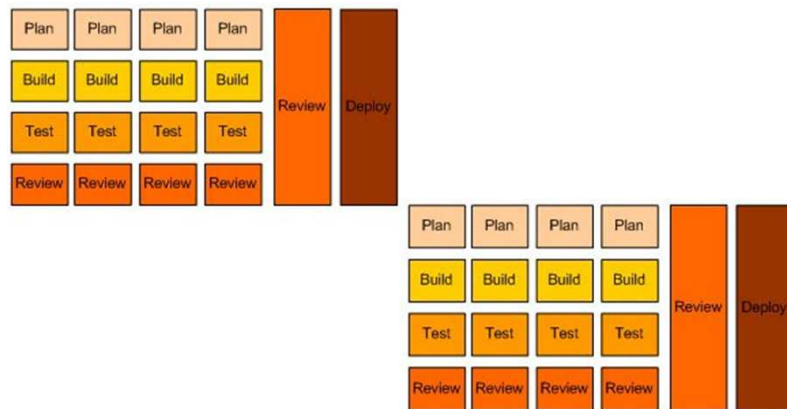 Plan Plan Plan Plan
Build Build Build Build
Review Deploy
Test Test Test Test
Review Review Review Review
Plan Plan Plan Plan
Build Build Build Build
Review Deploy
Test Test Test Test
Review Review Review Review